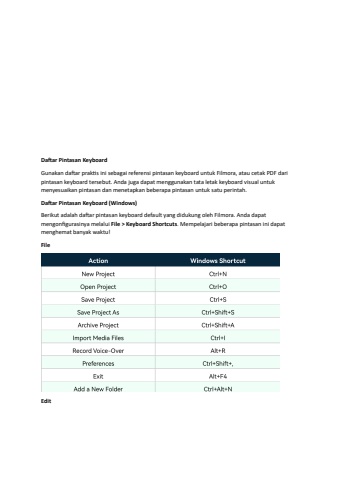 Daftar Pintasan Keyboard
Gunakan daftar praktis ini sebagai referensi pintasan keyboard untuk Filmora, atau cetak PDF dari
pintasan keyboard tersebut. Anda juga dapat menggunakan tata letak keyboard visual untuk
menyesuaikan pintasan dan menetapkan beberapa pintasan untuk satu perintah.
Daftar Pintasan Keyboard (Windows)
Berikut adalah daftar pintasan keyboard default yang didukung oleh Filmora. Anda dapat
mengonfigurasinya melalui File > Keyboard Shortcuts. Mempelajari beberapa pintasan ini dapat
menghemat banyak waktu!
File
Action Windows Shortcut
New Project Ctrl+N
Open Project Ctrl+O
Save Project Ctrl+S
Save Project As Ctrl+Shift+S
Archive Project Ctrl+Shift+A
Import Media Files Ctrl+I
Record Voice-Over Alt+R
Preferences Ctrl+Shift+,
Exit Alt+F4
Add a New Folder Ctrl+Alt+N
Edit